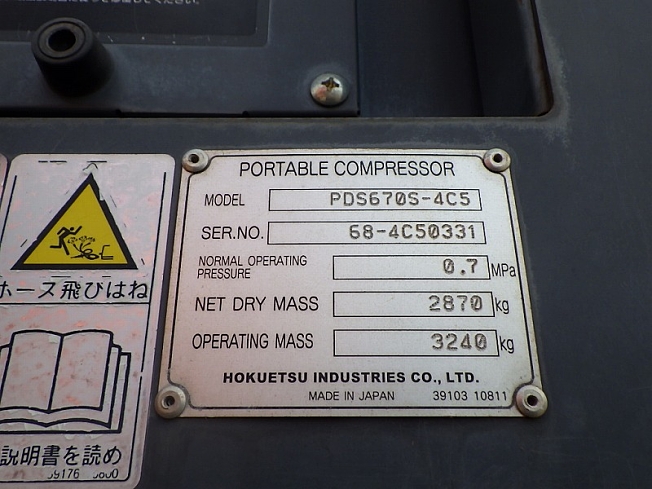 PORTABLE COMPRESSOR
MODEL PDS670S-4C5
SER.NO. 68-4C50331
NORMAL OPERATING
PRESSURE 0.7 MPa
NET DRY MASS 2870 kg
OPERATING MASS 3240 kg
HOKUETSU INDUSTRIES CO., LTD.
MADE IN JAPAN 39103 10811
ホース飛びはね
説明書を読め